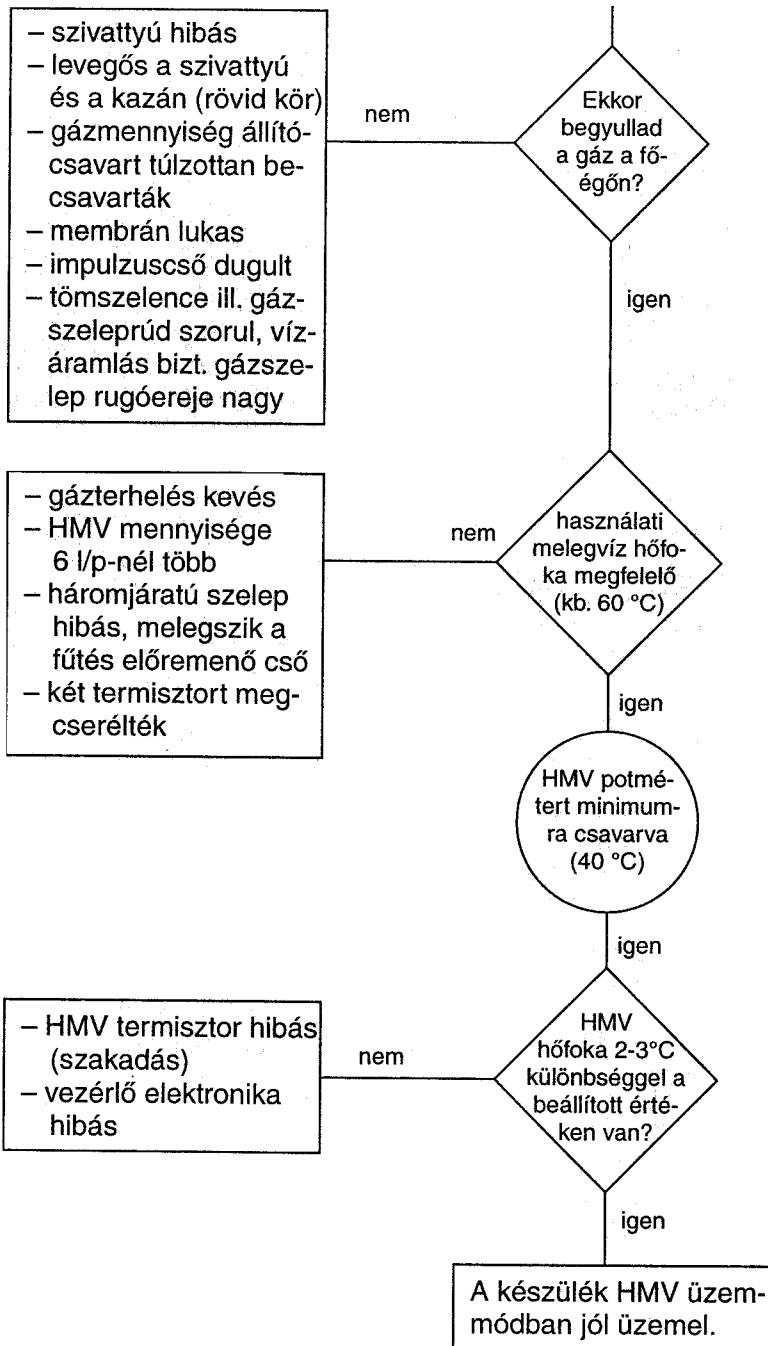 – szivattyú hibás
– levegős a szivattyú
és a kazán (rövid kör)
– gázmennyiség állító-
csavart túlzottan be-
csavarták
– membrán lukas
– impulzuscső dugult
– tömszelence ill. gáz-
szeleprúd szorul, víz-
áramlás bizt. gázsze-
lep rugóereje nagy
nem
Ekkor
begyullad
a gáz a fő-
égőn?
igen
– gázterhelés kevés
– HMV mennyisége
6 l/p-nél több
– háromjáratú szelep
hibás, melegszik a
fűtés előremenő cső
– két termisztort meg-
cserélték
nem
használati
melegvíz hőfo-
ka megfelelő
(kb. 60 °C)
igen
HMV potmé-
tert minimum-
ra csavarva
(40 °C)
igen
– HMV termisztor hibás
(szakadás)
– vezérlő elektronika
hibás
nem
HMV
hőfoka 2-3°C
különbséggel a
beállított érté-
ken van?
igen
A készülék HMV üzem-
módban jól üzemel.